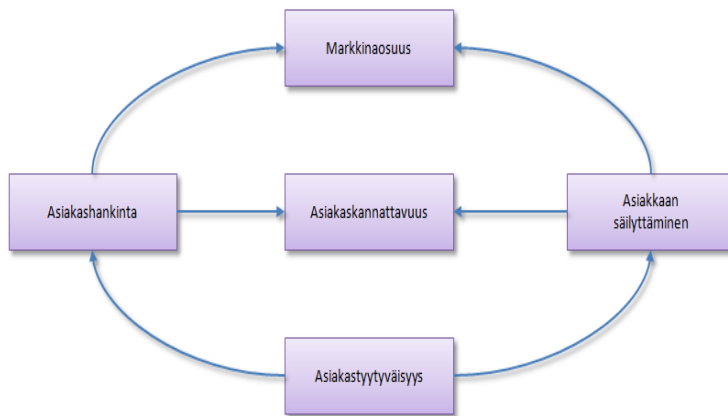 Markkinaosuus
Asiakashankinta
Asiakaskannattavuus
Asiakkaan
säilyttäminen
Asiakastyytyväisyys